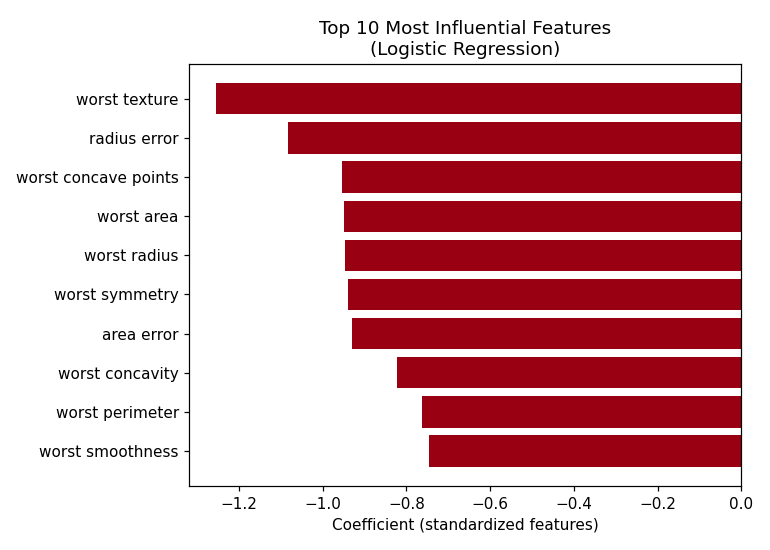 Top 10 Most Influential Features
(Logistic Regression)
worst texture
radius error
worst concave points
worst area
worst radius
worst symmetry
area error
worst concavity
worst perimeter
worst smoothness
−1.2 −1.0 −0.8 −0.6 −0.4 −0.2 0.0
Coefficient (standardized features)